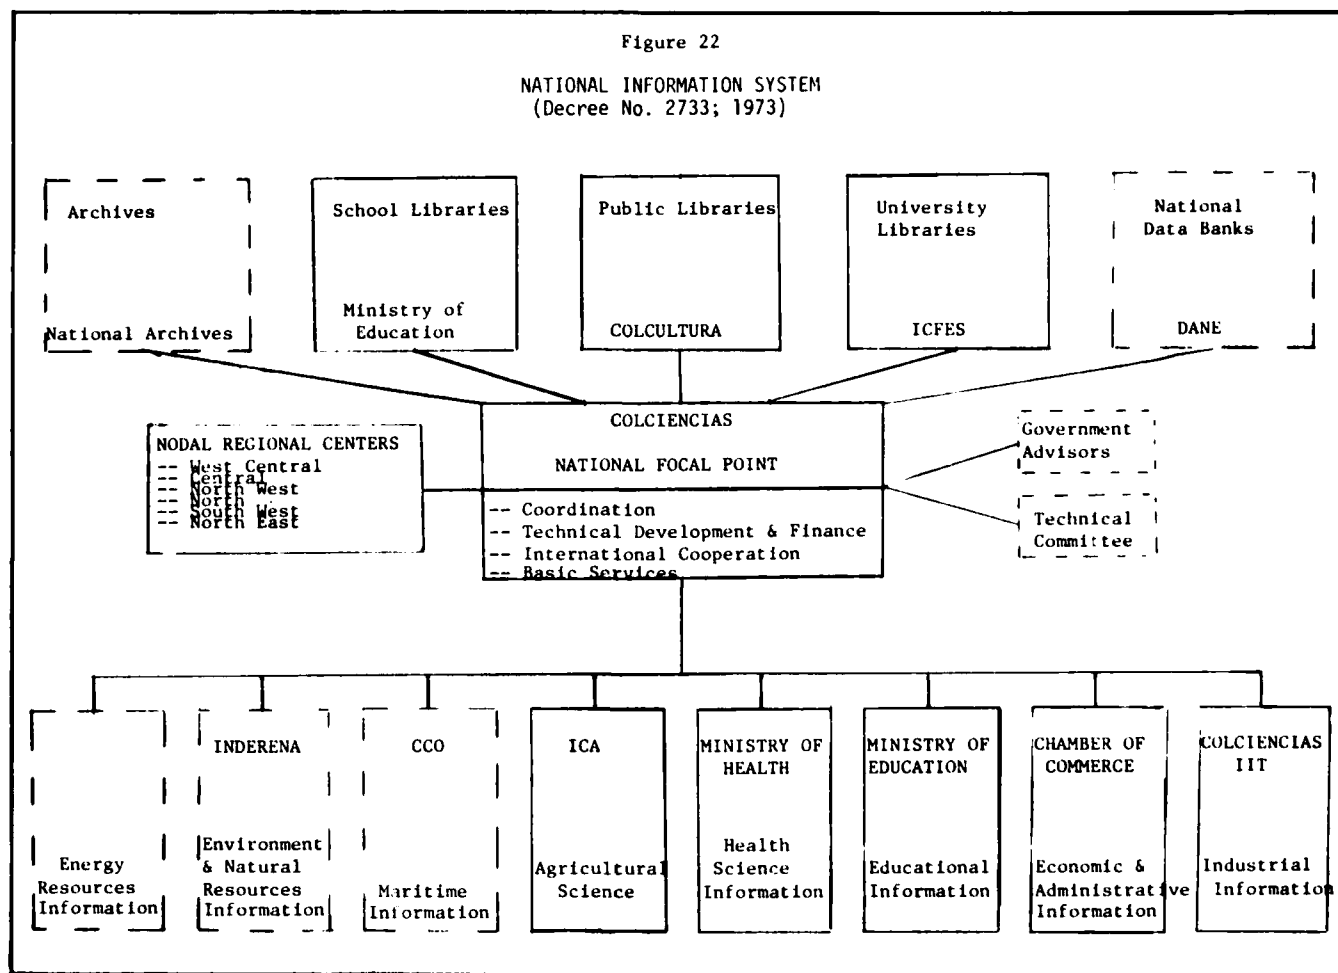 Figure 22
NATIONAL INFORMATION SYSTEM
(Decree No. 2733; 1973)
Archives
National Archives
School Libraries
Ministry of
Education
Public Libraries
COLCULTURA
University
Libraries
ICFES
National
Data Banks
DANE
NODAL REGIONAL CENTERS
-- West Central
-- Central
-- North West
-- North
-- South West
-- North East
COLCIENCIAS
NATIONAL FOCAL POINT
-- Coordination
-- Technical Development & Finance
-- International Cooperation
-- Basic Services
Government
Advisors
Technical
Committee
Energy
Resources
Information
INDERENA
Environment
& Natural
Resources
Information
CCO
Maritime
Information
ICA
Agricultural
Science
MINISTRY OF
HEALTH
Health
Science
Information
MINISTRY OF
EDUCATION
Educational
Information
CHAMBER OF
COMMERCE
Economic &
Administrative
Information
COLCIENCIAS
IIT
Industrial
Information